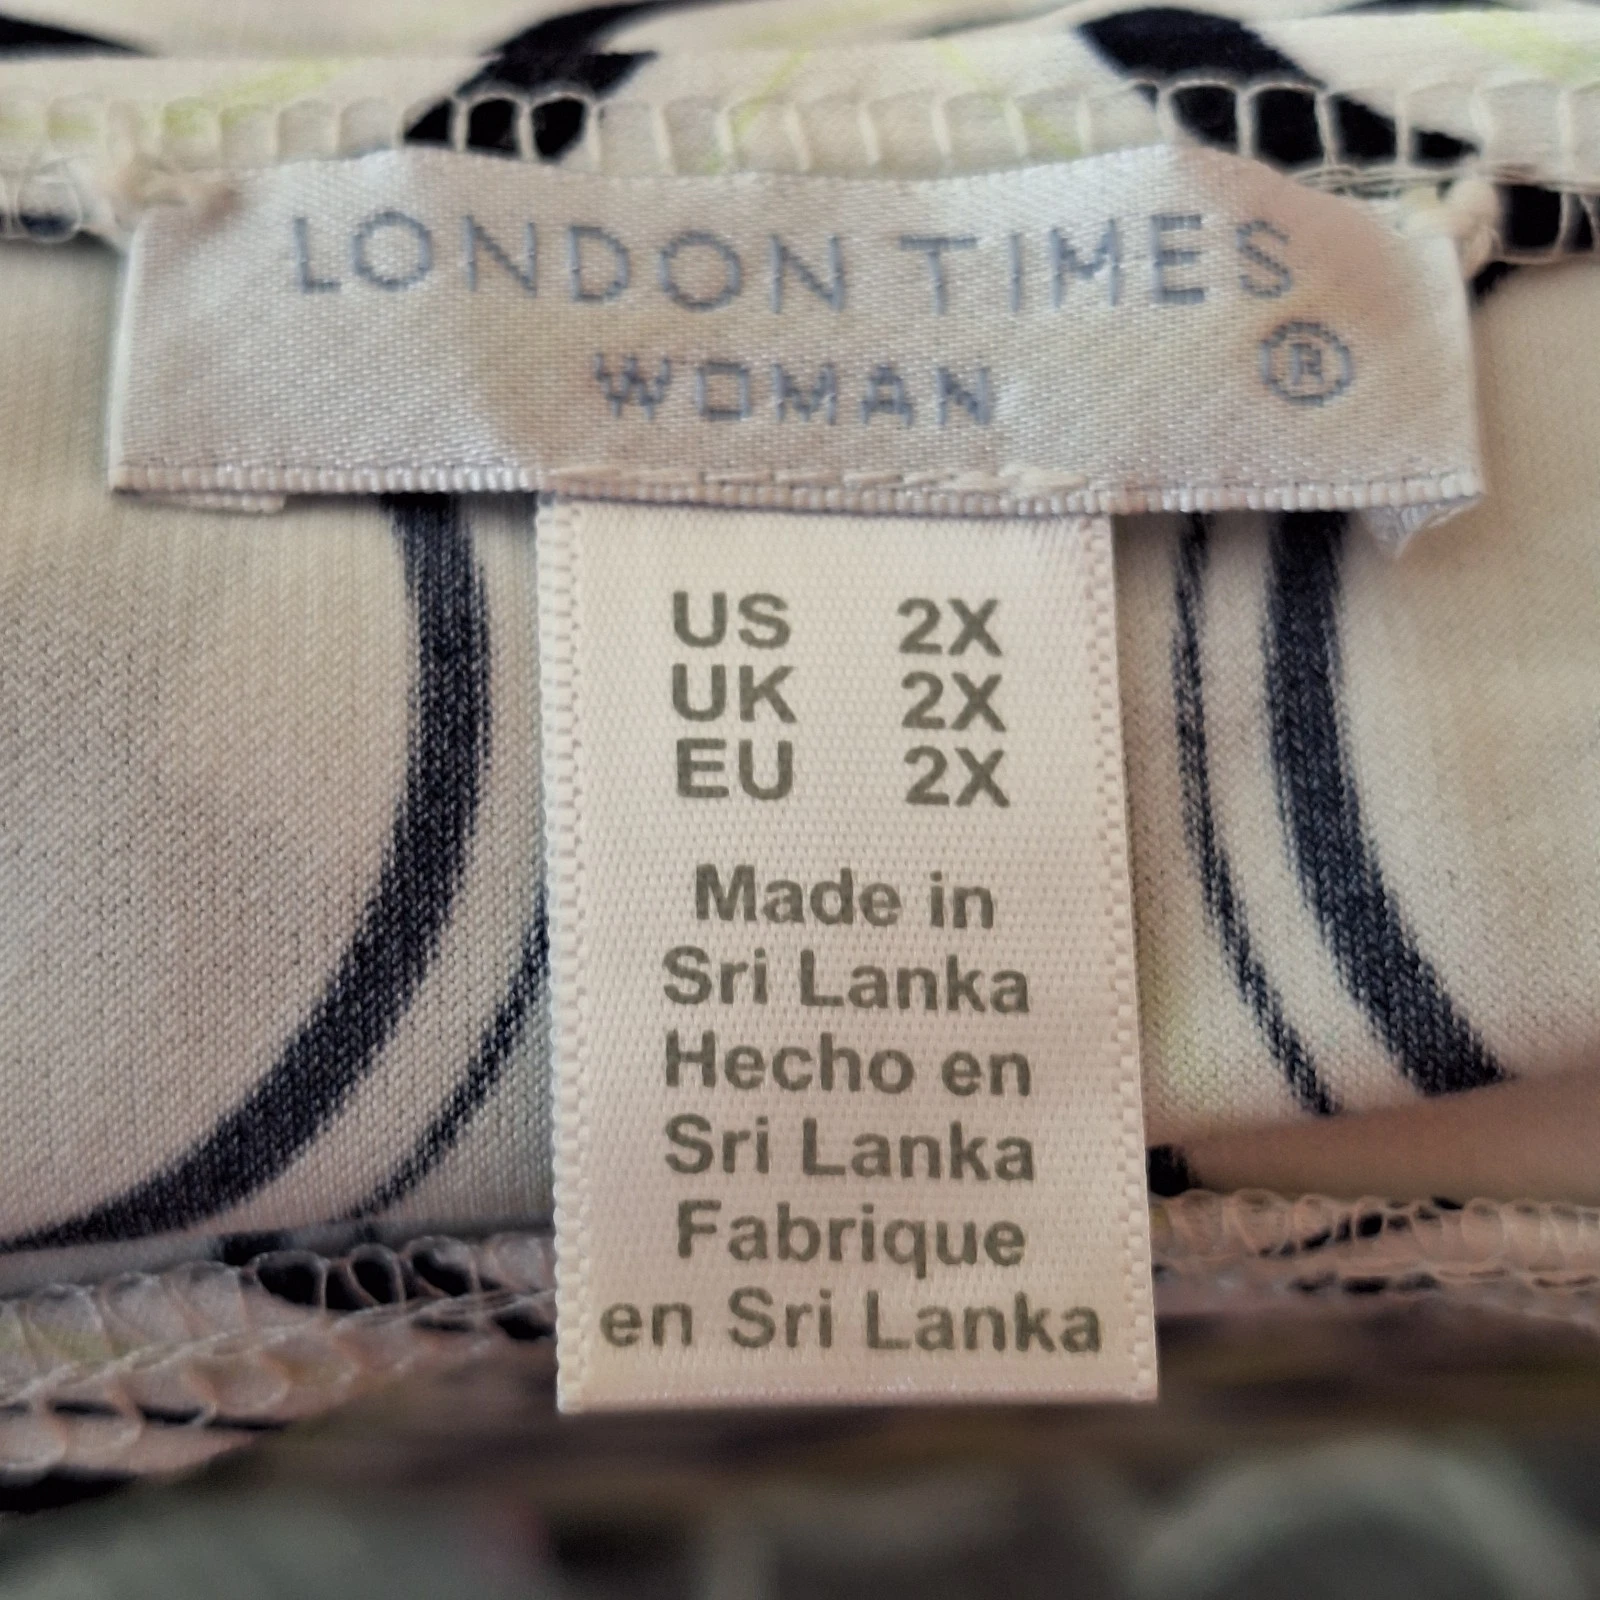 LONDON TIMES
WOMAN ®
US 2X
UK 2X
EU 2X
Made in
Sri Lanka
Hecho en
Sri Lanka
Fabrique
en Sri Lanka